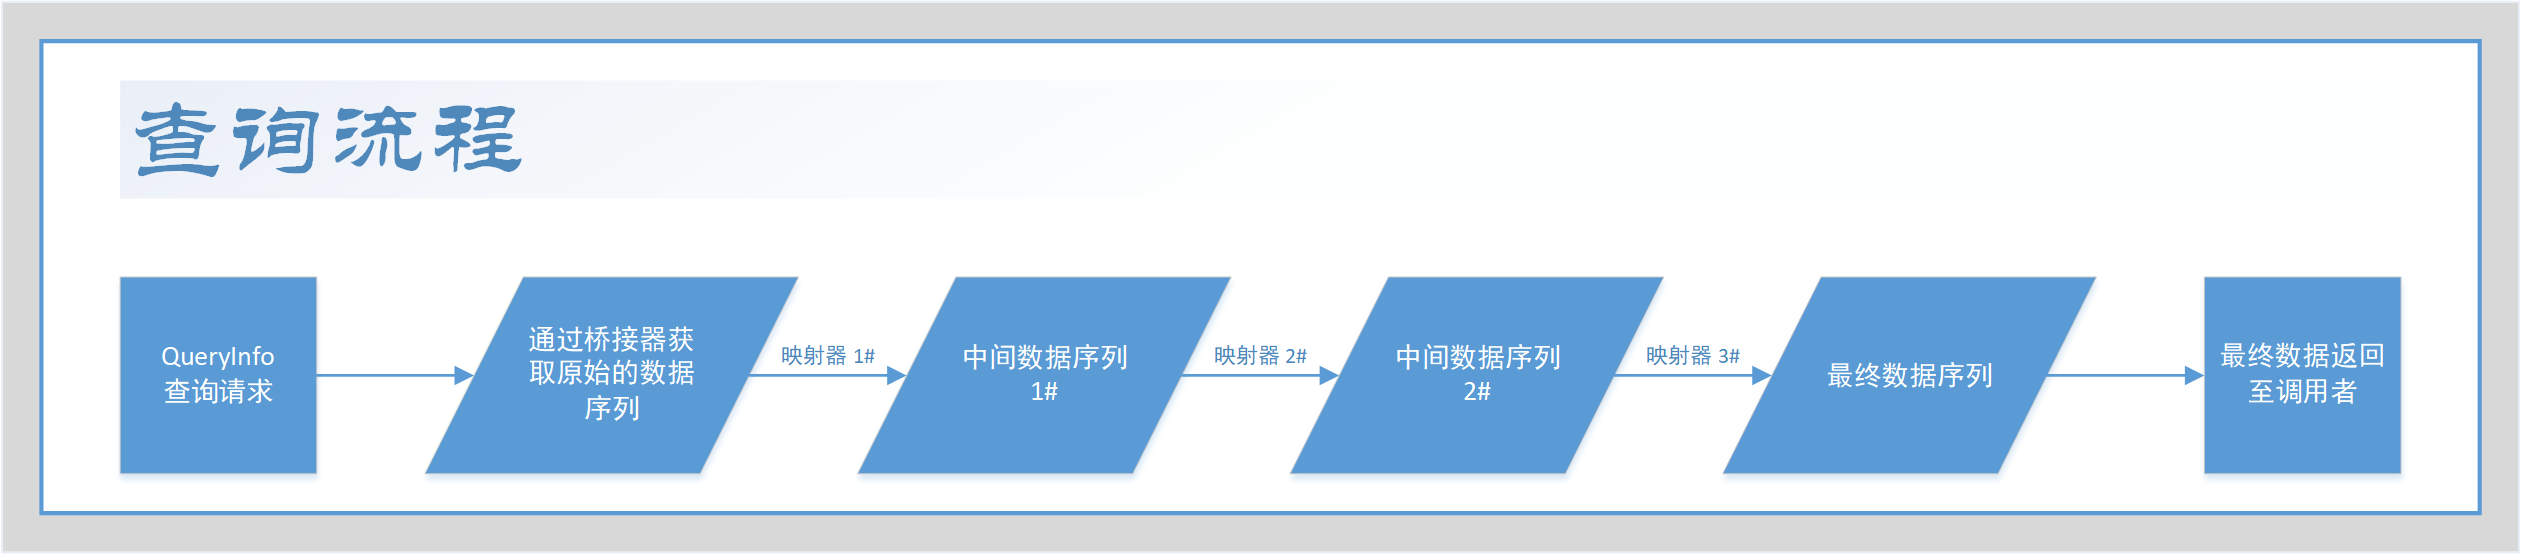 查询流程
QueryInfo
查询请求
通过桥接器获
取原始的数据
序列
映射器 1#
中间数据序列
1#
映射器 2#
中间数据序列
2#
映射器 3#
最终数据序列
最终数据返回
至调用者